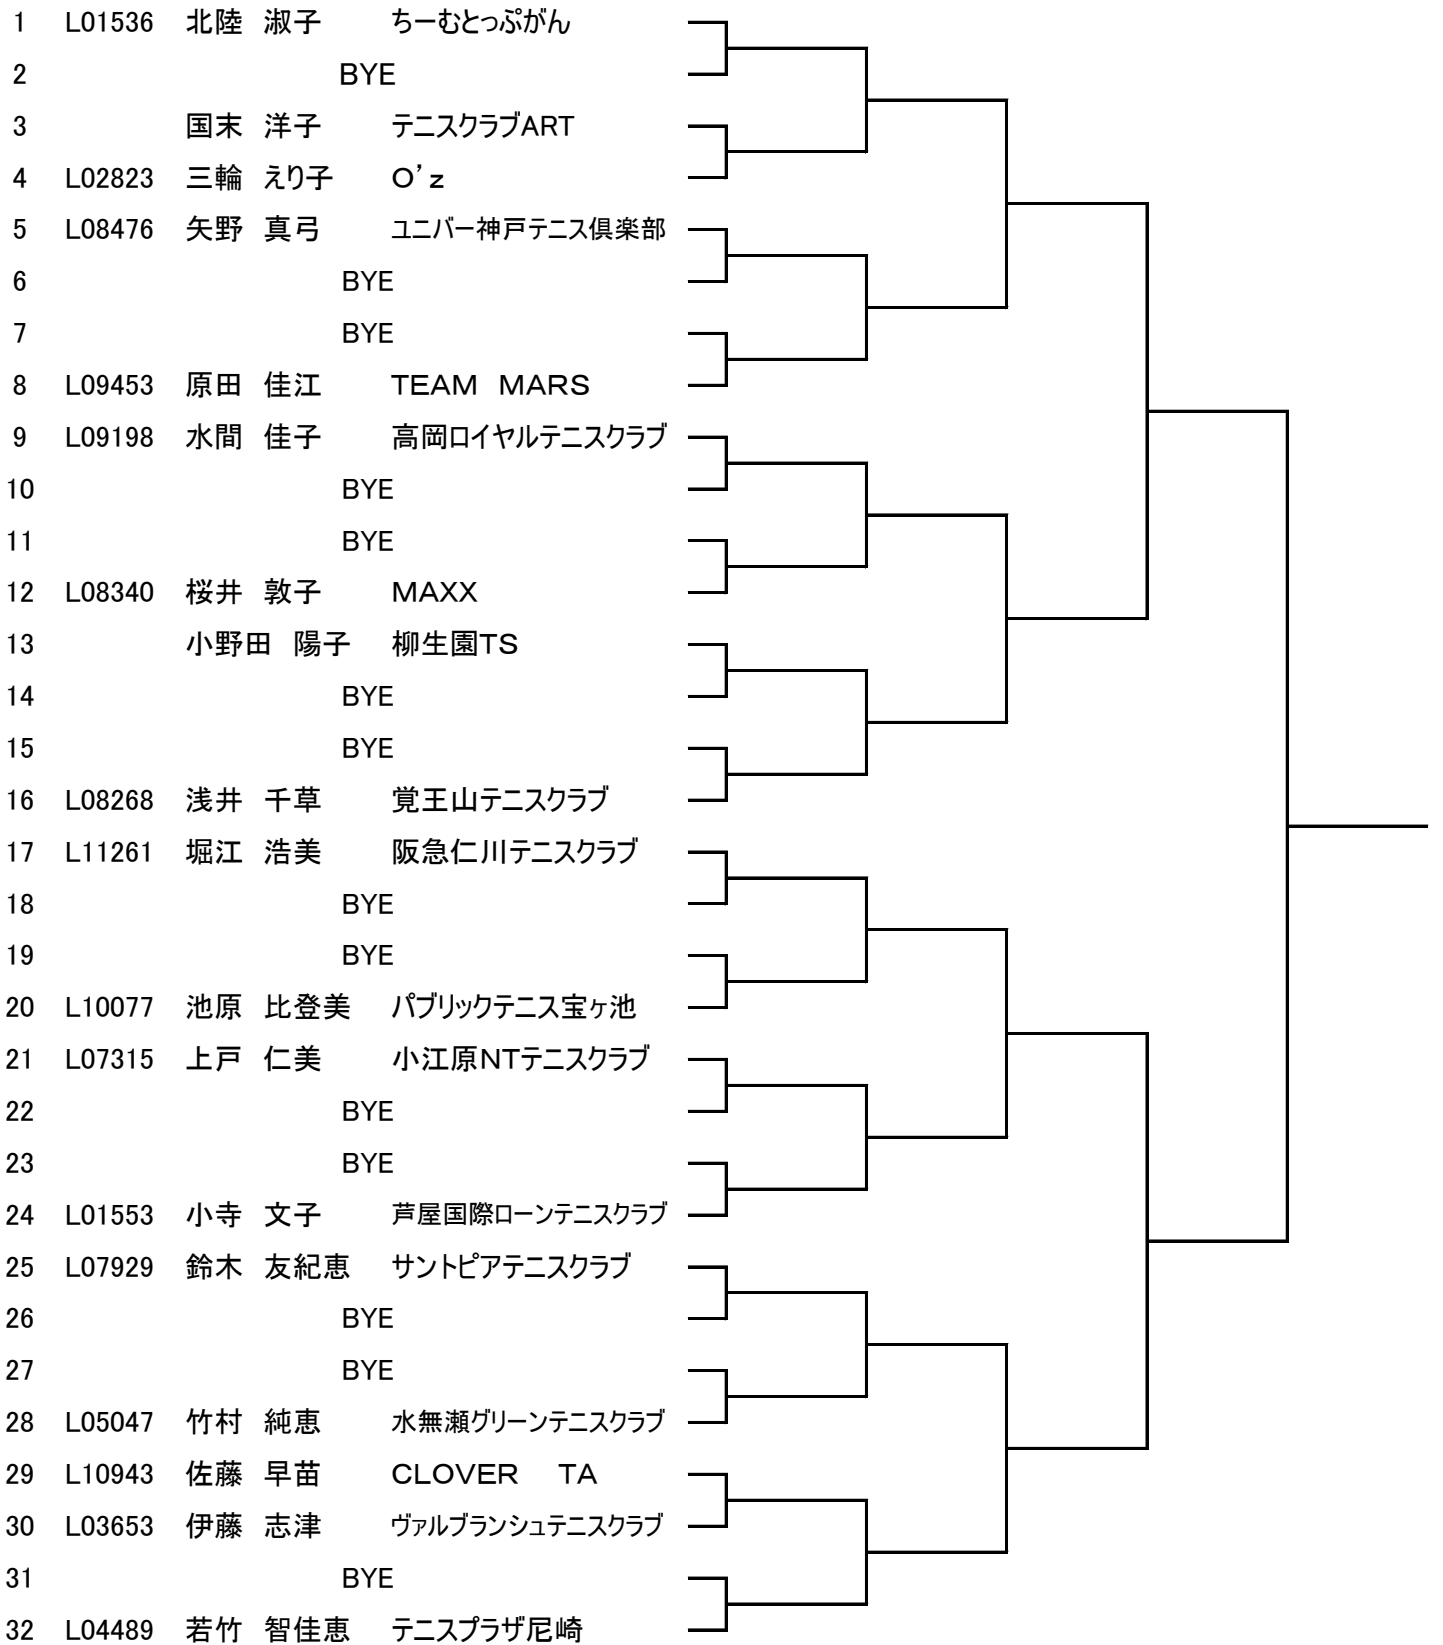 1 L01536 北陸 淑子 ちーむとっぷがん
2 BYE
3 国末 洋子 テニスクラブART
4 L02823 三輪 えり子 O’z
5 L08476 矢野 真弓 ユニバー神戸テニス倶楽部
6 BYE
7 BYE
8 L09453 原田 佳江 TEAM MARS
9 L09198 水間 佳子 高岡ロイヤルテニスクラブ
10 BYE
11 BYE
12 L08340 桜井 敦子 MAXX
13 小野田 陽子 柳生園TS
14 BYE
15 BYE
16 L08268 浅井 千草 覚王山テニスクラブ
17 L11261 堀江 浩美 阪急仁川テニスクラブ
18 BYE
19 BYE
20 L10077 池原 比登美 パブリックテニス宝ヶ池
21 L07315 上戸 仁美 小江原NTテニスクラブ
22 BYE
23 BYE
24 L01553 小寺 文子 芦屋国際ローンテニスクラブ
25 L07929 鈴木 友紀恵 サントピアテニスクラブ
26 BYE
27 BYE
28 L05047 竹村 純恵 水無瀬グリーンテニスクラブ
29 L10943 佐藤 早苗 CLOVER TA
30 L03653 伊藤 志津 ヴァルブランシュテニスクラブ
31 BYE
32 L04489 若竹 智佳恵 テニスプラザ尼崎